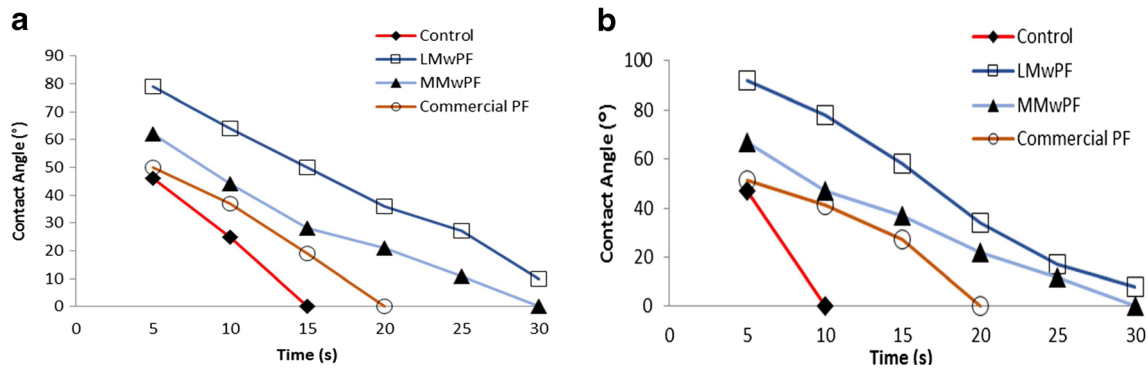 a
Control
LMwPF
MMwPF
Commercial PF
90
80
70
60
50
40
30
20
10
0
Contact Angle (°)
0 5 10 15 20 25 30
Time (s)
b
Control
LMwPF
MMwPF
Commercial PF
100
80
60
40
20
0
Contact Angle (°)
0 5 10 15 20 25 30
Time (s)